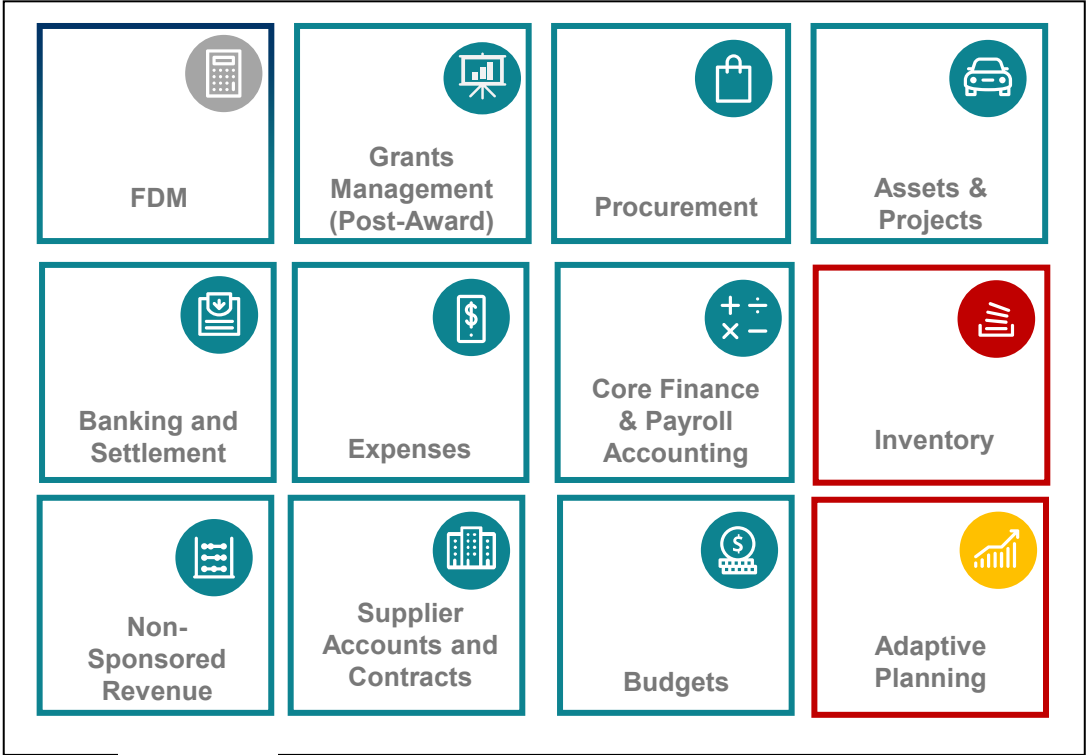 FDM
Grants
Management
(Post-Award)
Procurement
Assets &
Projects
Banking and
Settlement
Expenses
Core Finance
& Payroll
Accounting
Inventory
Non-
Sponsored
Revenue
Supplier
Accounts and
Contracts
Budgets
Adaptive
Planning